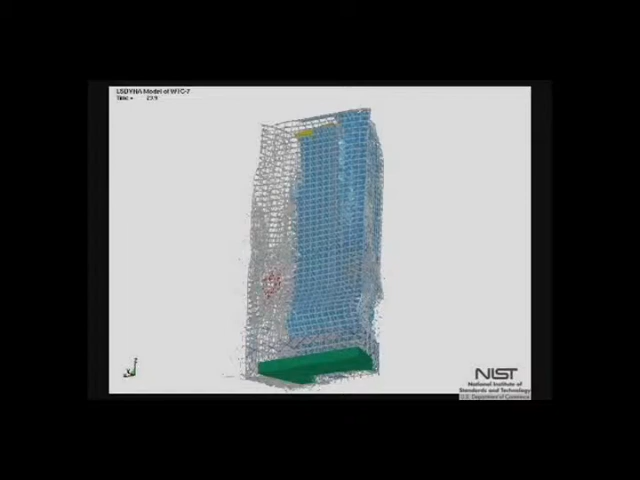 LSDYNA Model of WTC-7
Time =
NIST
National Institute of
Standards and Technology
U.S. Department of Commerce